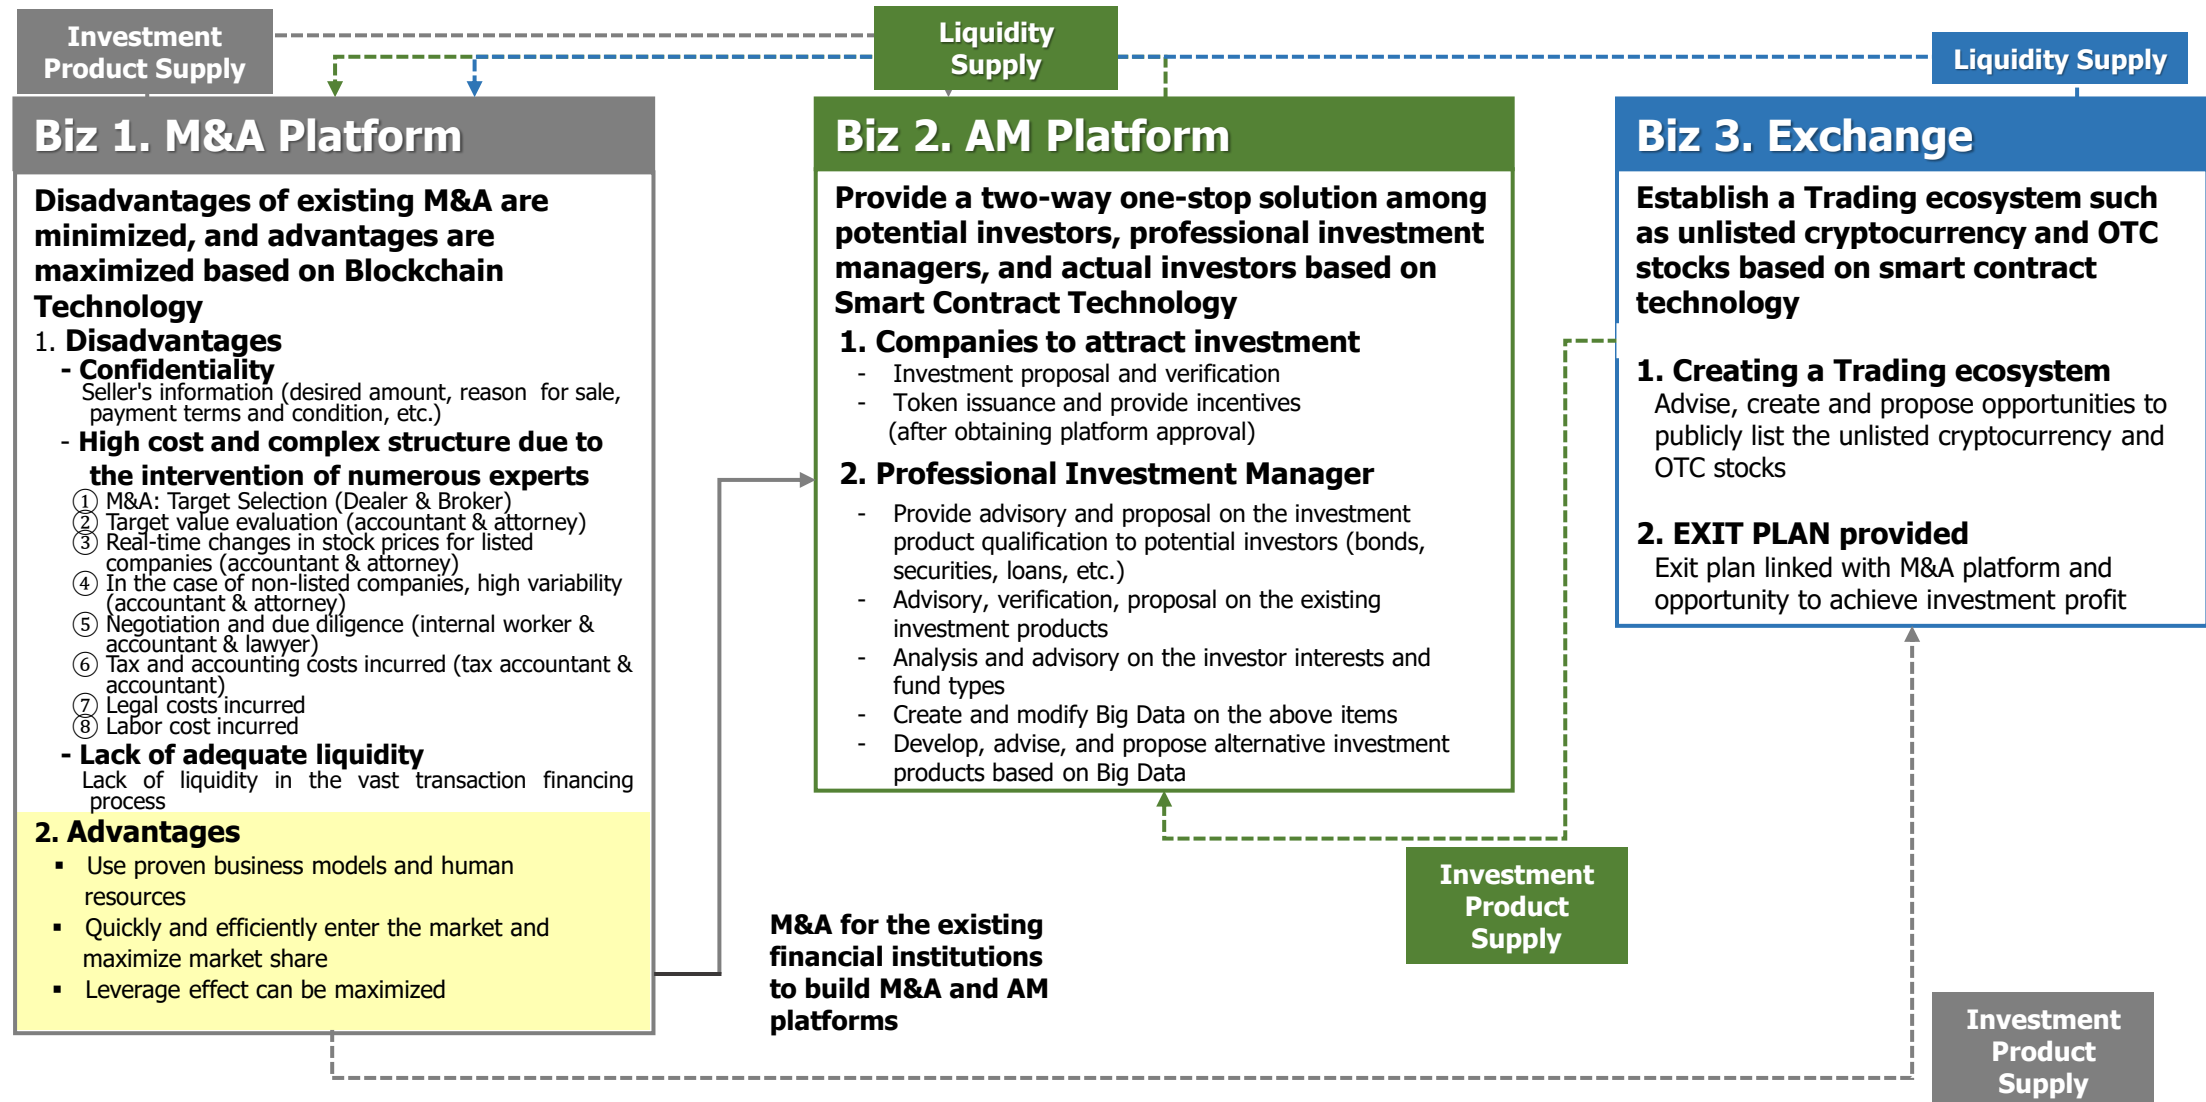 Investment
Product Supply
Liquidity
Supply
Liquidity Supply
Biz 1. M&A Platform
Disadvantages of existing M&A are
minimized, and advantages are
maximized based on Blockchain
Technology
1. Disadvantages
- Confidentiality
Seller's information (desired amount, reason for sale,
payment terms and condition, etc.)
- High cost and complex structure due to
the intervention of numerous experts
① M&A: Target Selection (Dealer & Broker)
② Target value evaluation (accountant & attorney)
③ Real-time changes in stock prices for listed
companies (accountant & attorney)
④ In the case of non-listed companies, high variability
(accountant & attorney)
⑤ Negotiation and due diligence (internal worker &
accountant & lawyer)
⑥ Tax and accounting costs incurred (tax accountant &
accountant)
⑦ Legal costs incurred
⑧ Labor cost incurred
- Lack of adequate liquidity
Lack of liquidity in the vast transaction financing
process
2. Advantages
▪ Use proven business models and human
resources
▪ Quickly and efficiently enter the market and
maximize market share
▪ Leverage effect can be maximized
Biz 2. AM Platform
Provide a two-way one-stop solution among
potential investors, professional investment
managers, and actual investors based on
Smart Contract Technology
1. Companies to attract investment
- Investment proposal and verification
- Token issuance and provide incentives
(after obtaining platform approval)
2. Professional Investment Manager
- Provide advisory and proposal on the investment
product qualification to potential investors (bonds,
securities, loans, etc.)
- Advisory, verification, proposal on the existing
investment products
- Analysis and advisory on the investor interests and
fund types
- Create and modify Big Data on the above items
- Develop, advise, and propose alternative investment
products based on Big Data
Biz 3. Exchange
Establish a Trading ecosystem such
as unlisted cryptocurrency and OTC
stocks based on smart contract
technology
1. Creating a Trading ecosystem
Advise, create and propose opportunities to
publicly list the unlisted cryptocurrency and
OTC stocks
2. EXIT PLAN provided
Exit plan linked with M&A platform and
opportunity to achieve investment profit
M&A for the existing
financial institutions
to build M&A and AM
platforms
Investment
Product
Supply
Investment
Product
Supply